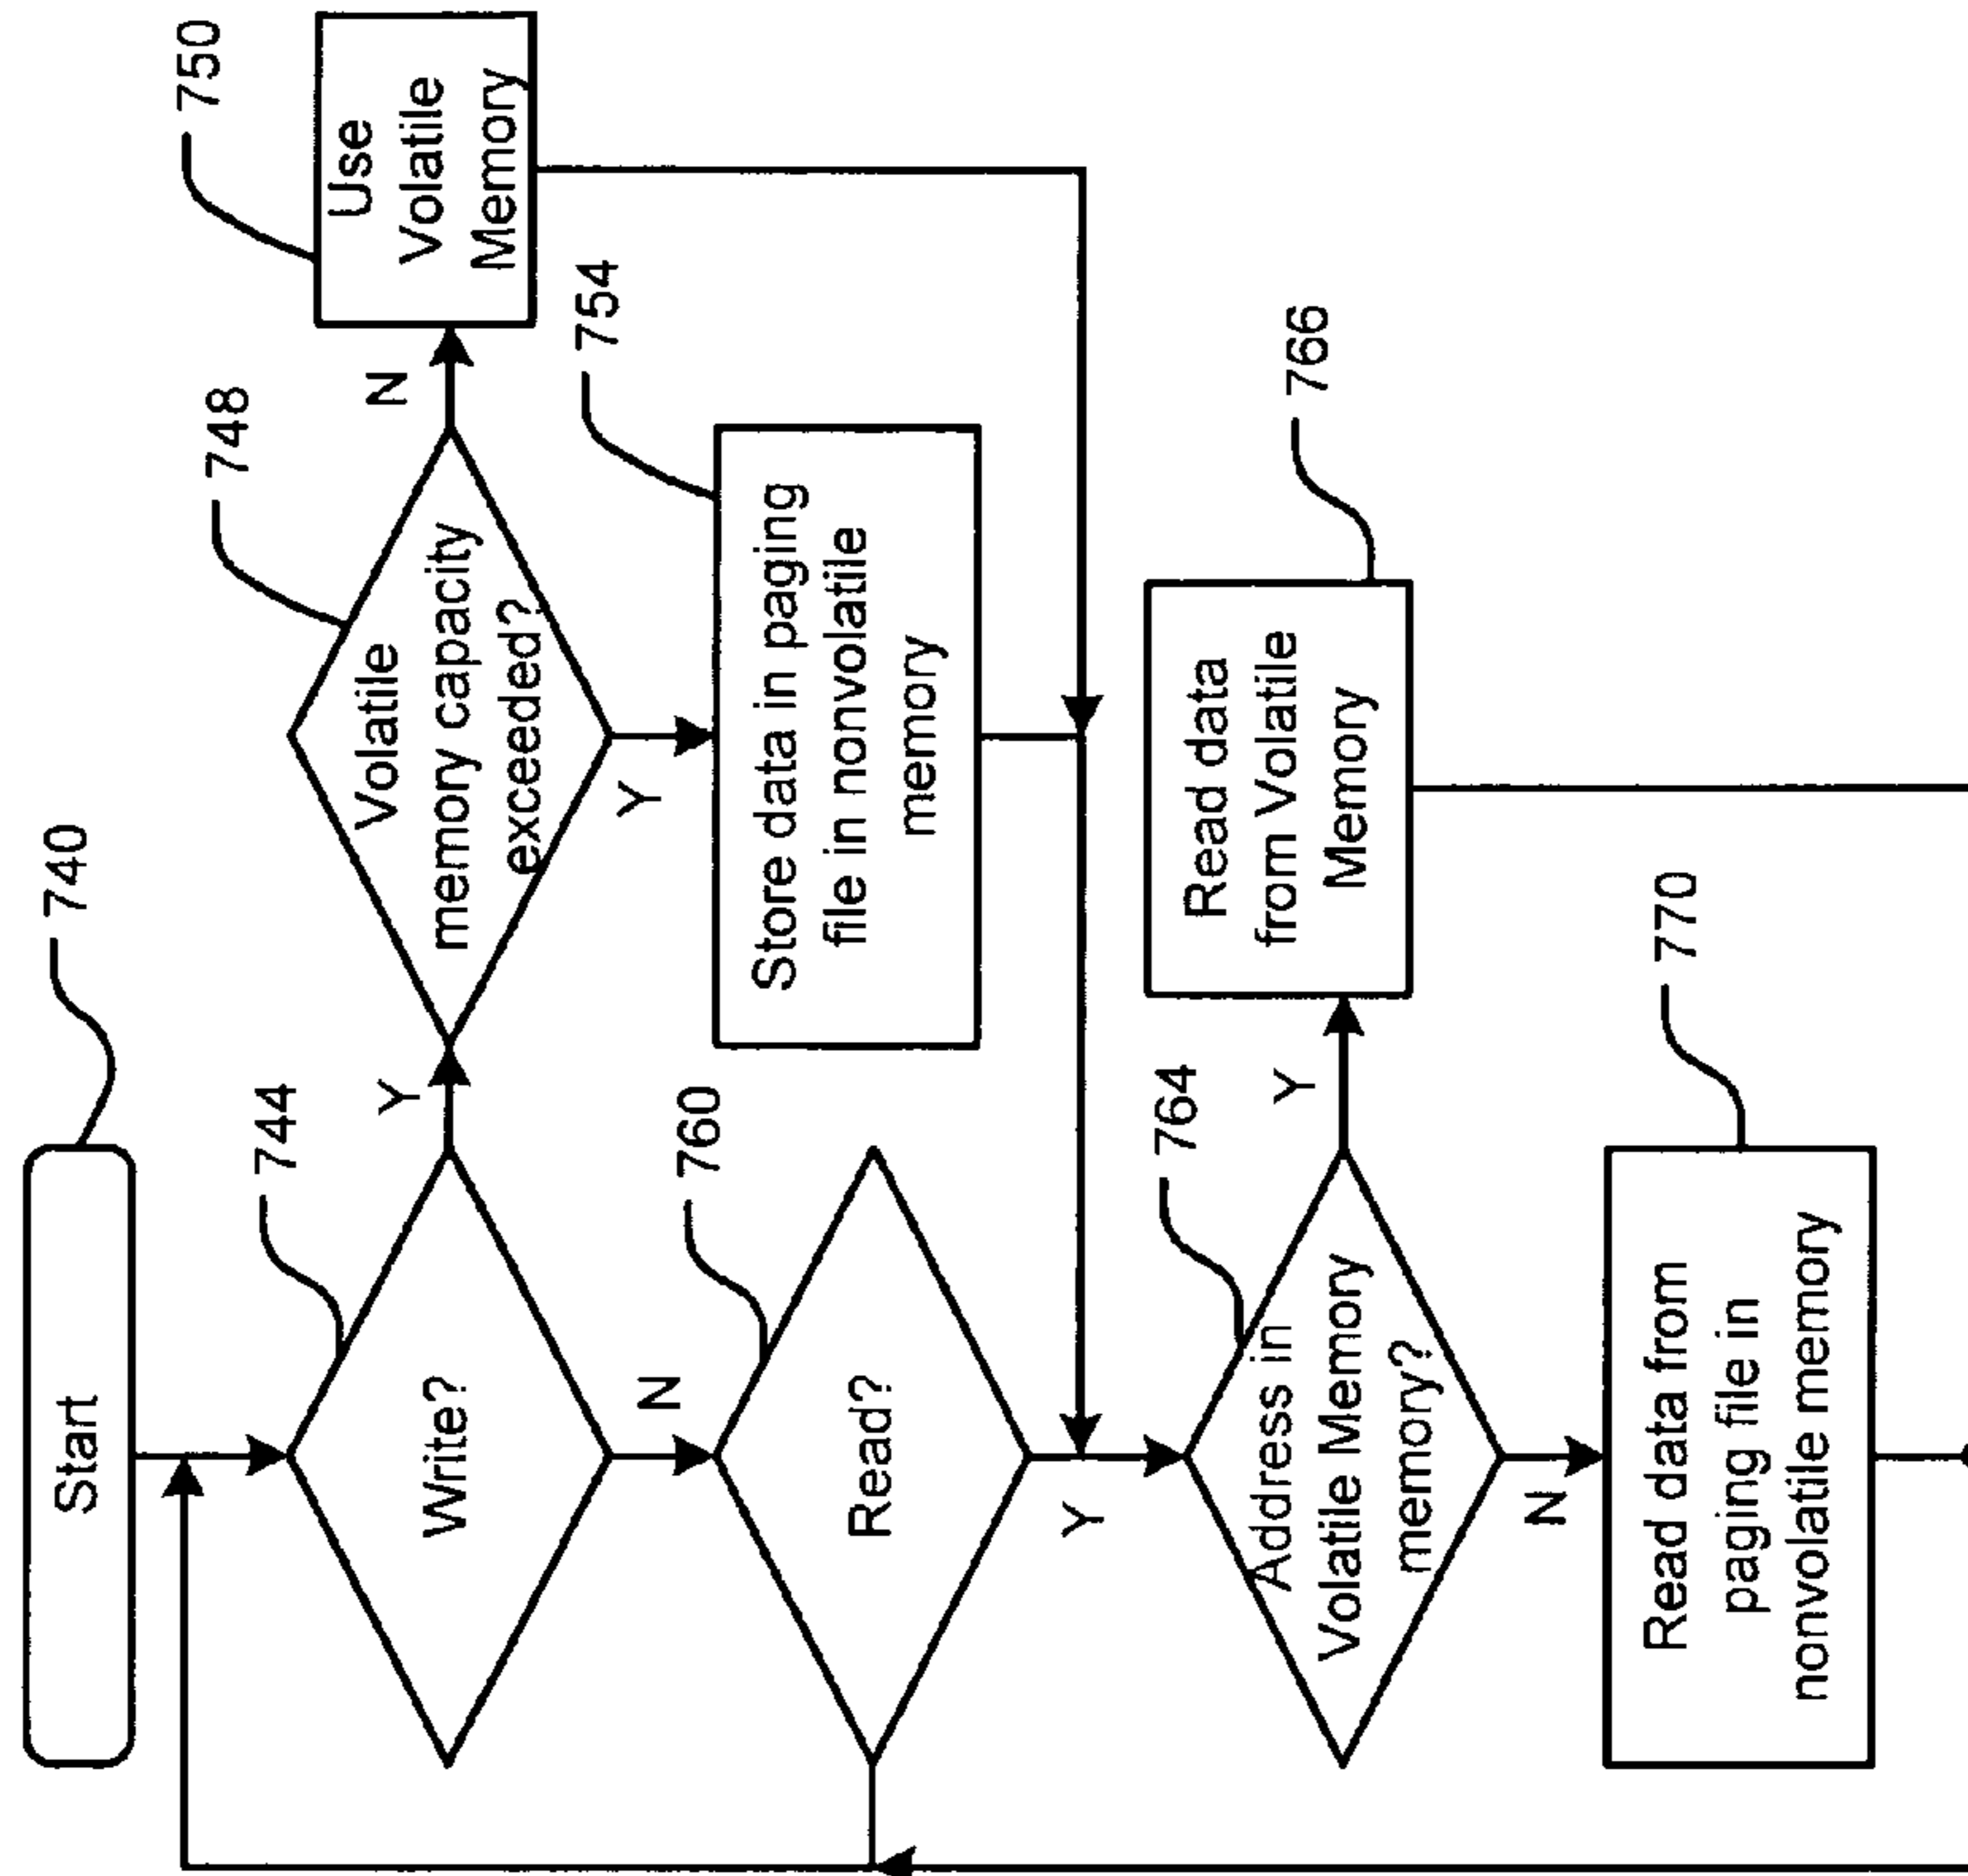 Start
740
Write?
744
Y
N
Volatile
memory capacity
exceeded?
748
N
Y
Use
Volatile
Memory
750
Store data in paging
file in nonvolatile
memory
754
Read?
760
Y
Address in
Volatile Memory
memory?
764
Y
N
Read data
from Volatile
Memory
766
Read data from
paging file in
nonvolatile memory
770